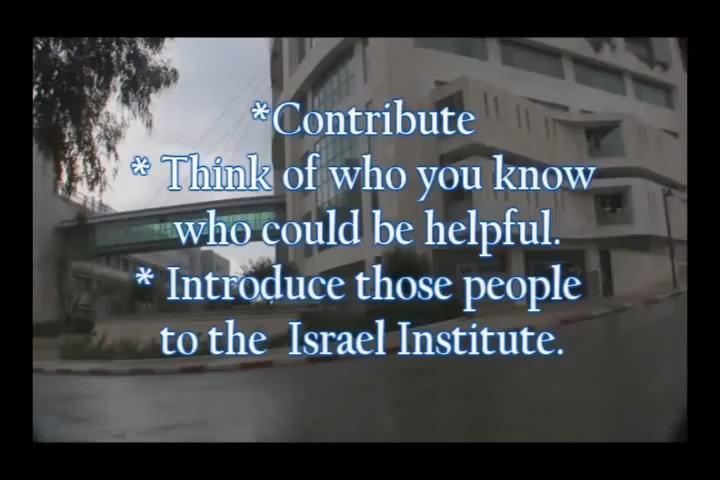 *Contribute
* Think of who you know
who could be helpful.
* Introduce those people
to the Israel Institute.